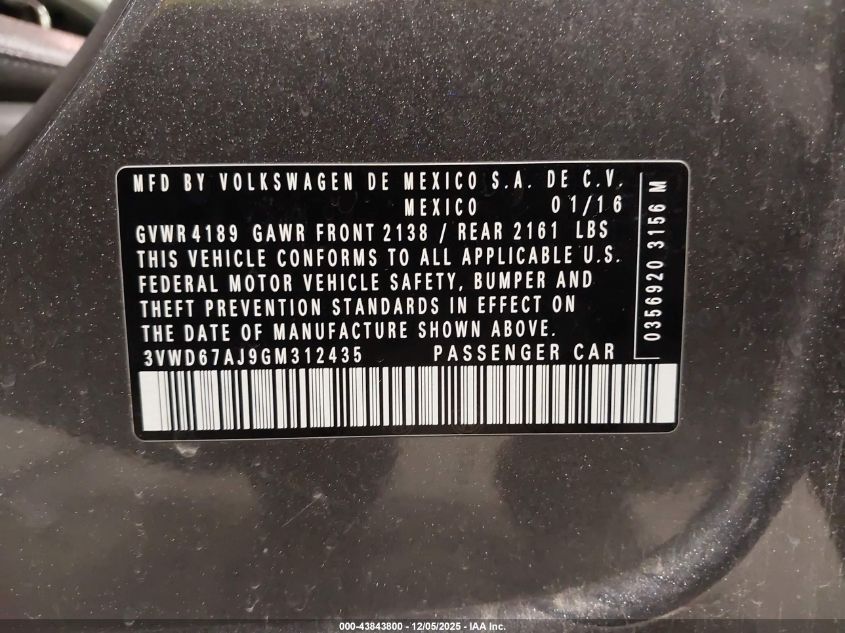 MFD BY VOLKSWAGEN DE MEXICO S.A. DE C.V.
MEXICO 01/16
GVWR 4189 GAWR FRONT 2138 / REAR 2161 LBS
THIS VEHICLE CONFORMS TO ALL APPLICABLE U.S.
FEDERAL MOTOR VEHICLE SAFETY, BUMPER AND
THEFT PREVENTION STANDARDS IN EFFECT ON
THE DATE OF MANUFACTURE SHOWN ABOVE.
3VWD67AJ9GM312435 PASSENGER CAR
0356920 3156 M
000-43843800 - 12/05/2025 - IAA Inc.